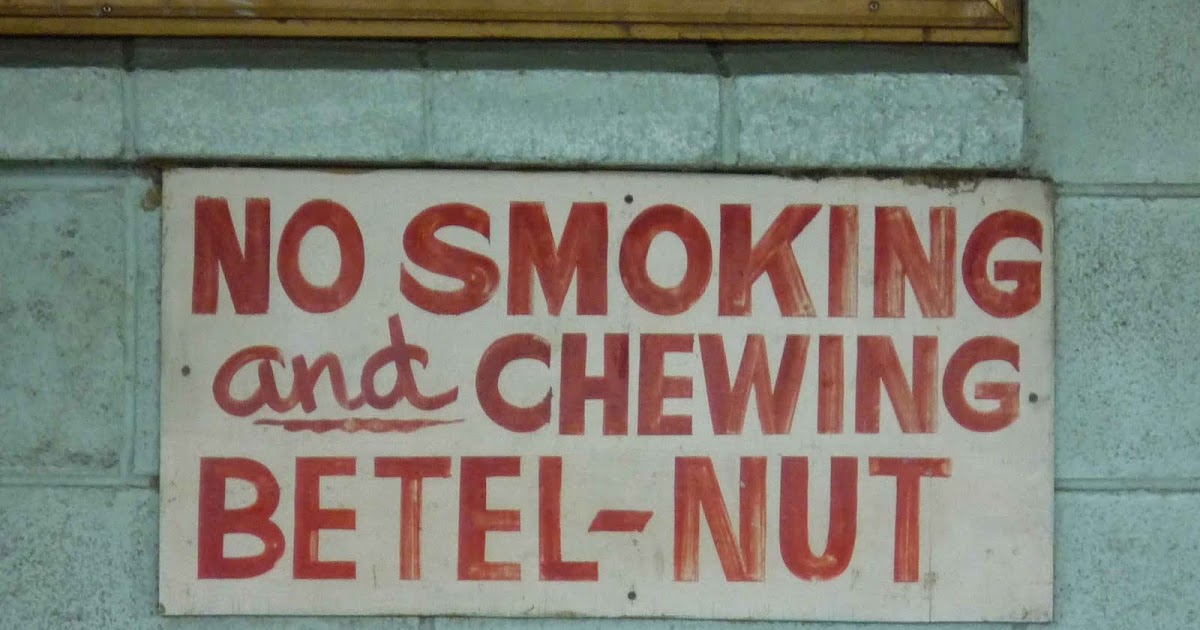 NO SMOKING
and CHEWING
BETEL-NUT